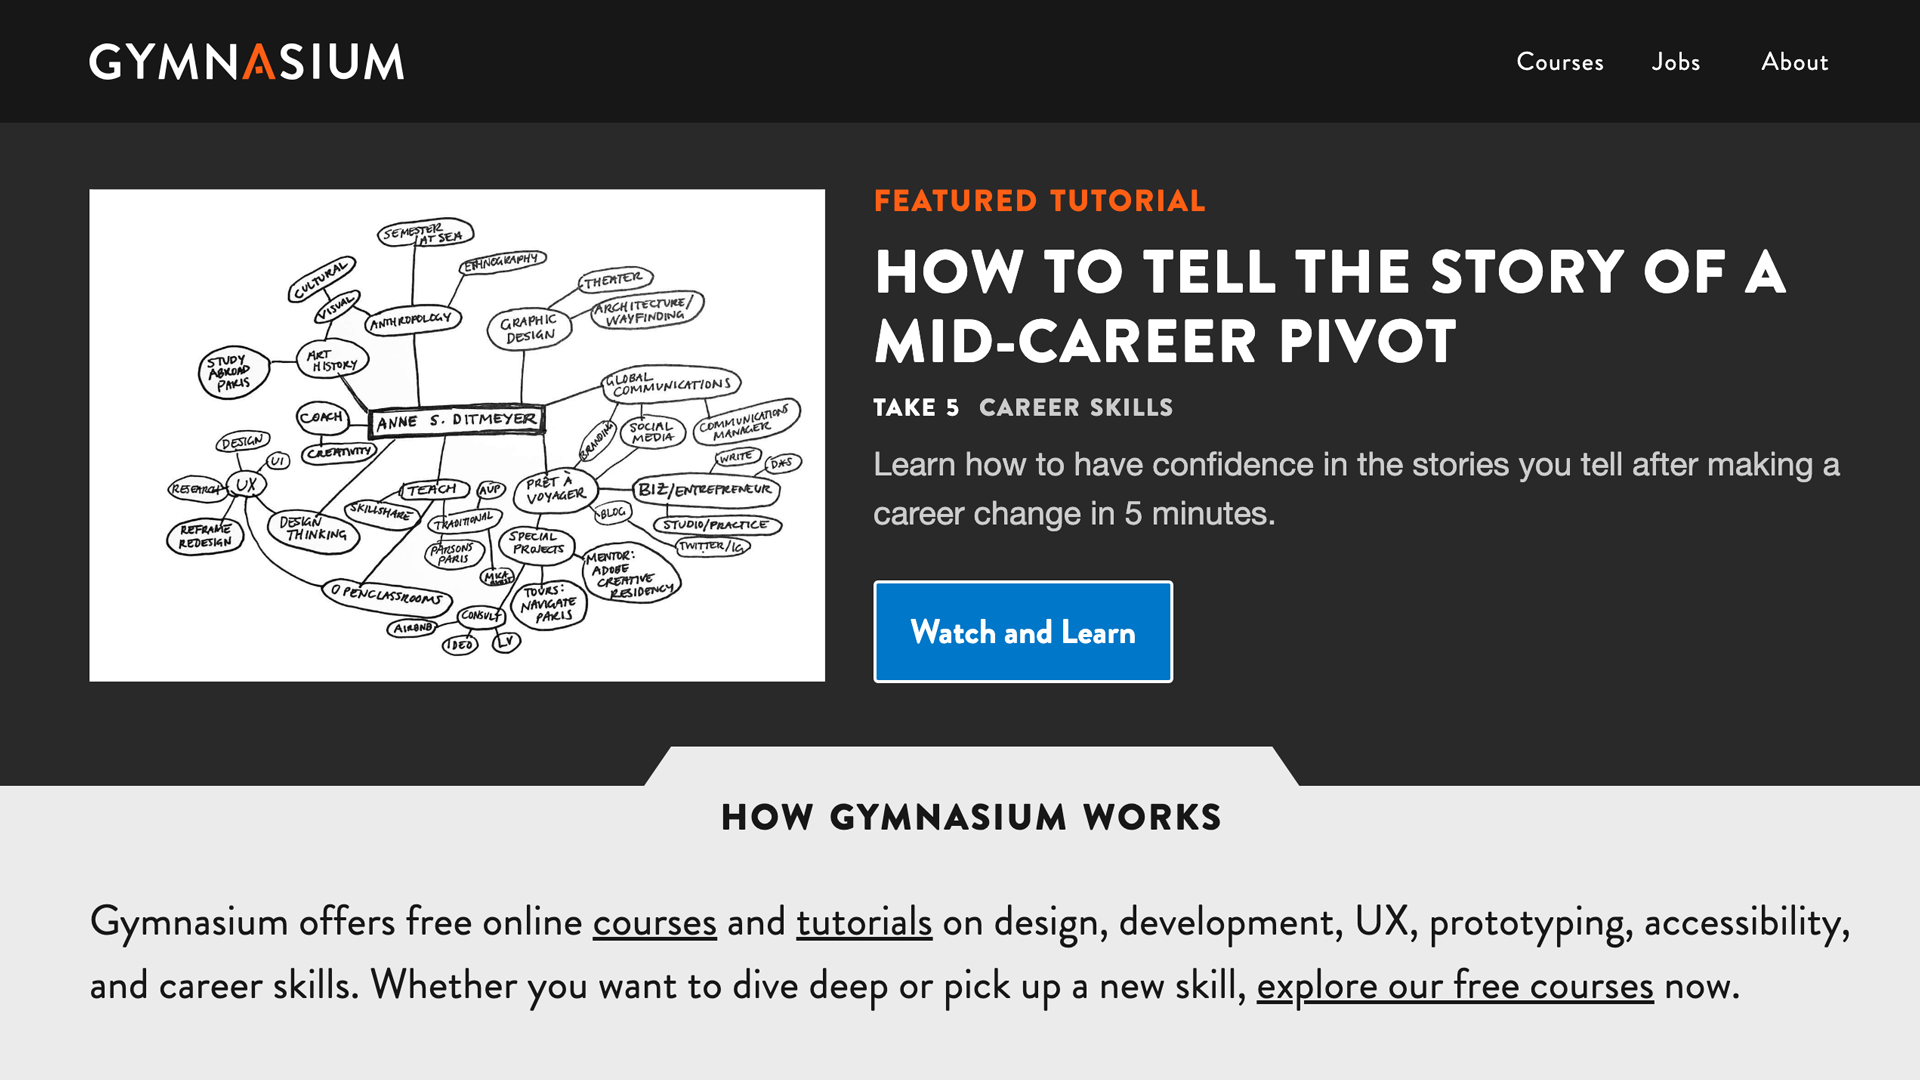 GYMNASIUM
Courses
Jobs
About
SEMESTER
AT SEA
ETHNOGRAPHY
CULTURAL
VISUAL
ANTHROPOLOGY
THEATER
ARCHITECTURE/
WAYFINDING
GRAPHIC
DESIGN
STUDY
ABROAD
PARIS
ART
HISTORY
GLOBAL
COMMUNICATIONS
COACH
ANNE S. DITMEYER
CREATIVITY
BRANDING
SOCIAL
MEDIA
COMMUNICATIONS
MANAGER
DESIGN
UI
UX
RESEARCH
REFRAME
REDESIGN
DESIGN
THINKING
TEACH
AUP
SKILLSHARE
TRADITIONAL
PARSONS
PARIS
PRÊT À
VOYAGER
WRITE
BIZ/ENTREPRENEUR
BLOG
STUDIO/PRACTICE
TWITTER/IG
SPECIAL
PROJECTS
MENTOR:
ADOBE
CREATIVE
RESIDENCY
TOURS:
NAVIGATE
PARIS
OPENCLASSROOMS
CONSULT
AIRBNB
IDEO
LV
FEATURED TUTORIAL
HOW TO TELL THE STORY OF A
MID-CAREER PIVOT
TAKE 5 CAREER SKILLS
Learn how to have confidence in the stories you tell after making a
career change in 5 minutes.
Watch and Learn
HOW GYMNASIUM WORKS
Gymnasium offers free online courses and tutorials on design, development, UX, prototyping, accessibility,
and career skills. Whether you want to dive deep or pick up a new skill, explore our free courses now.